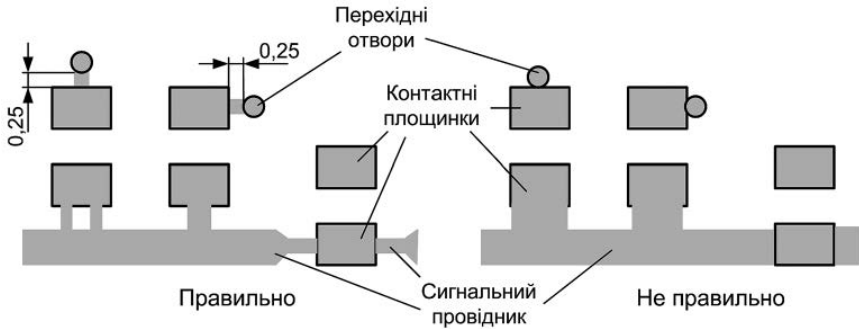 Перехідні
отвори
0,25
0,25
Контактні
площинки
Сигнальний
провідник
Правильно
Не правильно